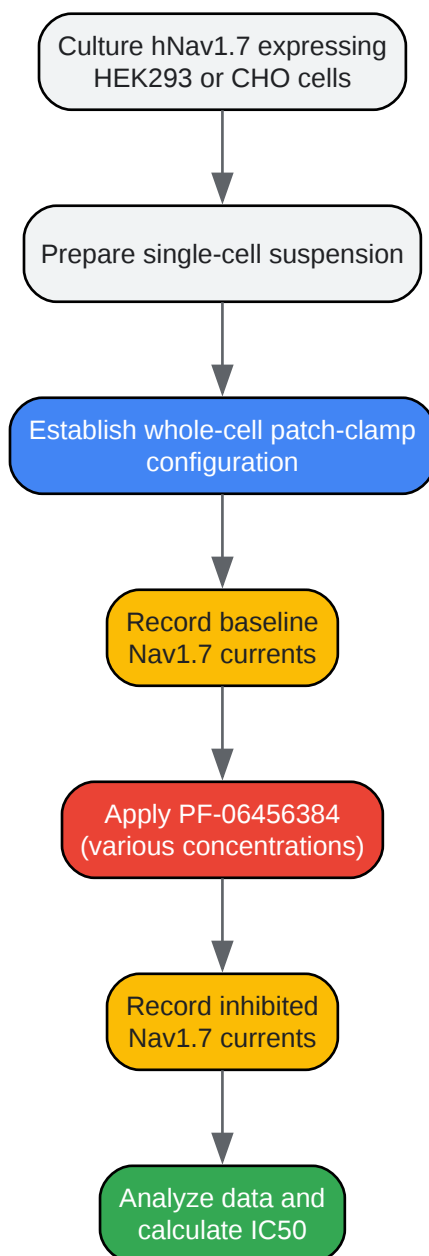 Culture hNav1.7 expressing
HEK293 or CHO cells
Prepare single-cell suspension
Establish whole-cell patch-clamp
configuration
Record baseline
Nav1.7 currents
Apply PF-06456384
(various concentrations)
Record inhibited
Nav1.7 currents
Analyze data and
calculate IC50